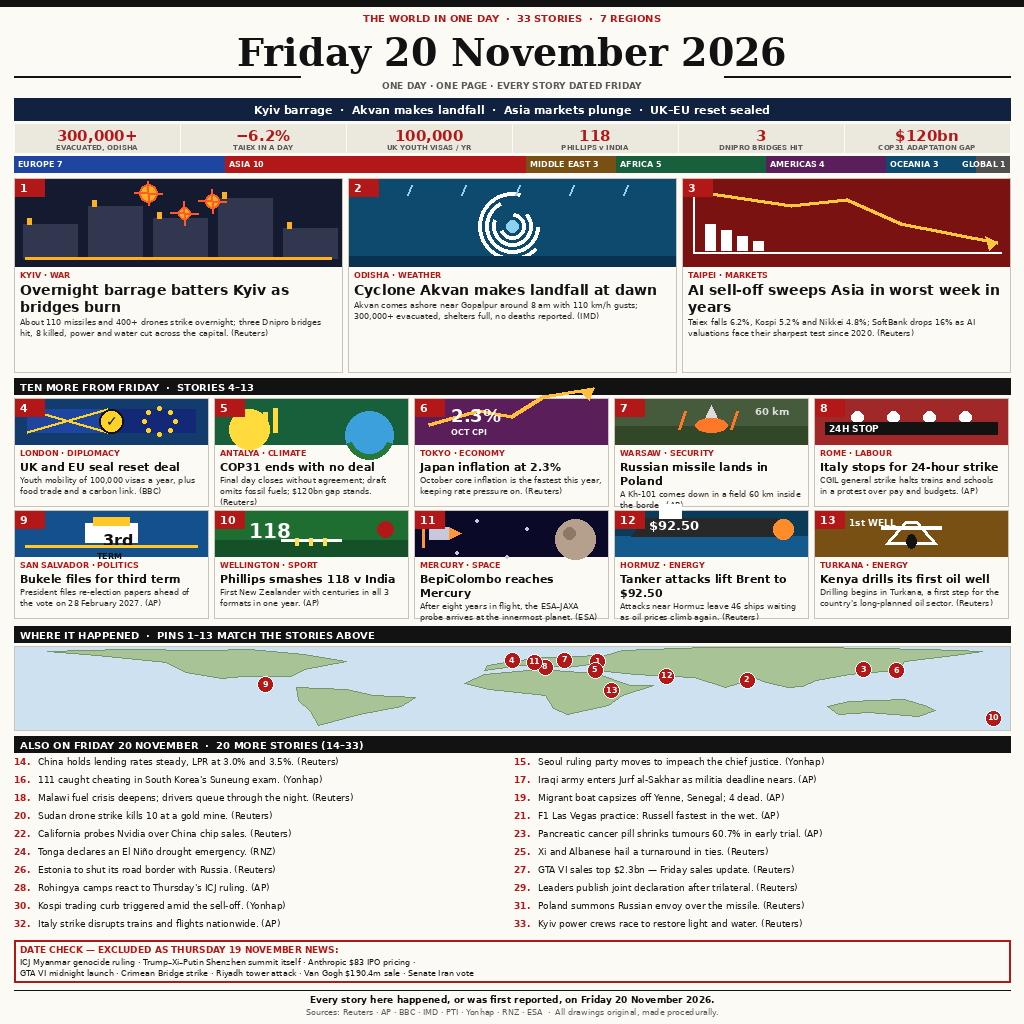 THE WORLD IN ONE DAY · 33 STORIES · 7 REGIONS
Friday 20 November 2026
ONE DAY · ONE PAGE · EVERY STORY DATED FRIDAY
Kyiv barrage · Akvan makes landfall · Asia markets plunge · UK–EU reset sealed
300,000+
EVACUATED, ODISHA
−6.2%
TAIEX IN A DAY
100,000
UK YOUTH VISAS / YR
118
PHILLIPS v INDIA
3
DNIPRO BRIDGES HIT
$120bn
COP31 ADAPTATION GAP
EUROPE 7
ASIA 10
MIDDLE EAST 3
AFRICA 5
AMERICAS 4
OCEANIA 3
GLOBAL 1
1
KYIV · WAR
Overnight barrage batters Kyiv as
bridges burn
About 110 missiles and 400+ drones strike overnight; three Dnipro bridges
hit, 8 killed, power and water cut across the capital. (Reuters)
2
ODISHA · WEATHER
Cyclone Akvan makes landfall at dawn
Akvan comes ashore near Gopalpur around 8 am with 110 km/h gusts;
300,000+ evacuated, shelters full, no deaths reported. (IMD)
3
TAIPEI · MARKETS
AI sell-off sweeps Asia in worst week in
years
Taiex falls 6.2%, Kospi 5.2% and Nikkei 4.8%; SoftBank drops 16% as AI
valuations face their sharpest test since 2020. (Reuters)
TEN MORE FROM FRIDAY · STORIES 4–13
4
✓
LONDON · DIPLOMACY
UK and EU seal reset deal
Youth mobility of 100,000 visas a year, plus
food trade and a carbon link. (BBC)
5
ANTALYA · CLIMATE
COP31 ends with no deal
Final day closes without agreement; draft
omits fossil fuels; $120bn gap stands.
(Reuters)
6
2.3%
OCT CPI
TOKYO · ECONOMY
Japan inflation at 2.3%
October core inflation is the fastest this year,
keeping rate pressure on. (Reuters)
7
60 km
WARSAW · SECURITY
Russian missile lands in
Poland
A Kh-101 comes down in a field 60 km inside
the border. (AP)
8
24H STOP
ROME · LABOUR
Italy stops for 24-hour strike
CGIL general strike halts trains and schools
in a protest over pay and budgets. (AP)
9
3rd
TERM
SAN SALVADOR · POLITICS
Bukele files for third term
President files re-election papers ahead of
the vote on 28 February 2027. (AP)
10
118
WELLINGTON · SPORT
Phillips smashes 118 v India
First New Zealander with centuries in all 3
formats in one year. (AP)
11
MERCURY · SPACE
BepiColombo reaches
Mercury
After eight years in flight, the ESA–JAXA
probe arrives at the innermost planet. (ESA)
12
$92.50
HORMUZ · ENERGY
Tanker attacks lift Brent to
$92.50
Attacks near Hormuz leave 46 ships waiting
as oil prices climb again. (Reuters)
13
1st WELL
TURKANA · ENERGY
Kenya drills its first oil well
Drilling begins in Turkana, a first step for the
country's long-planned oil sector. (Reuters)
WHERE IT HAPPENED · PINS 1–13 MATCH THE STORIES ABOVE
4
11
8
7
1
5
13
12
2
3
6
9
10
ALSO ON FRIDAY 20 NOVEMBER · 20 MORE STORIES (14–33)
14. China holds lending rates steady, LPR at 3.0% and 3.5%. (Reuters)
15. Seoul ruling party moves to impeach the chief justice. (Yonhap)
16. 111 caught cheating in South Korea's Suneung exam. (Yonhap)
17. Iraqi army enters Jurf al-Sakhar as militia deadline nears. (AP)
18. Malawi fuel crisis deepens; drivers queue through the night. (Reuters)
19. Migrant boat capsizes off Yenne, Senegal; 4 dead. (AP)
20. Sudan drone strike kills 10 at a gold mine. (Reuters)
21. F1 Las Vegas practice: Russell fastest in the wet. (AP)
22. California probes Nvidia over China chip sales. (Reuters)
23. Pancreatic cancer pill shrinks tumours 60.7% in early trial. (AP)
24. Tonga declares an El Niño drought emergency. (RNZ)
25. Xi and Albanese hail a turnaround in ties. (Reuters)
26. Estonia to shut its road border with Russia. (Reuters)
27. GTA VI sales top $2.3bn — Friday sales update. (Reuters)
28. Rohingya camps react to Thursday's ICJ ruling. (AP)
29. Leaders publish joint declaration after trilateral. (Reuters)
30. Kospi trading curb triggered amid the sell-off. (Yonhap)
31. Poland summons Russian envoy over the missile. (Reuters)
32. Italy strike disrupts trains and flights nationwide. (AP)
33. Kyiv power crews race to restore light and water. (Reuters)
DATE CHECK — EXCLUDED AS THURSDAY 19 NOVEMBER NEWS:
ICJ Myanmar genocide ruling · Trump–Xi–Putin Shenzhen summit itself · Anthropic $83 IPO pricing ·
GTA VI midnight launch · Crimean Bridge strike · Riyadh tower attack · Van Gogh $190.4m sale · Senate Iran vote
Every story here happened, or was first reported, on Friday 20 November 2026.
Sources: Reuters · AP · BBC · IMD · PTI · Yonhap · RNZ · ESA · All drawings original, made procedurally.